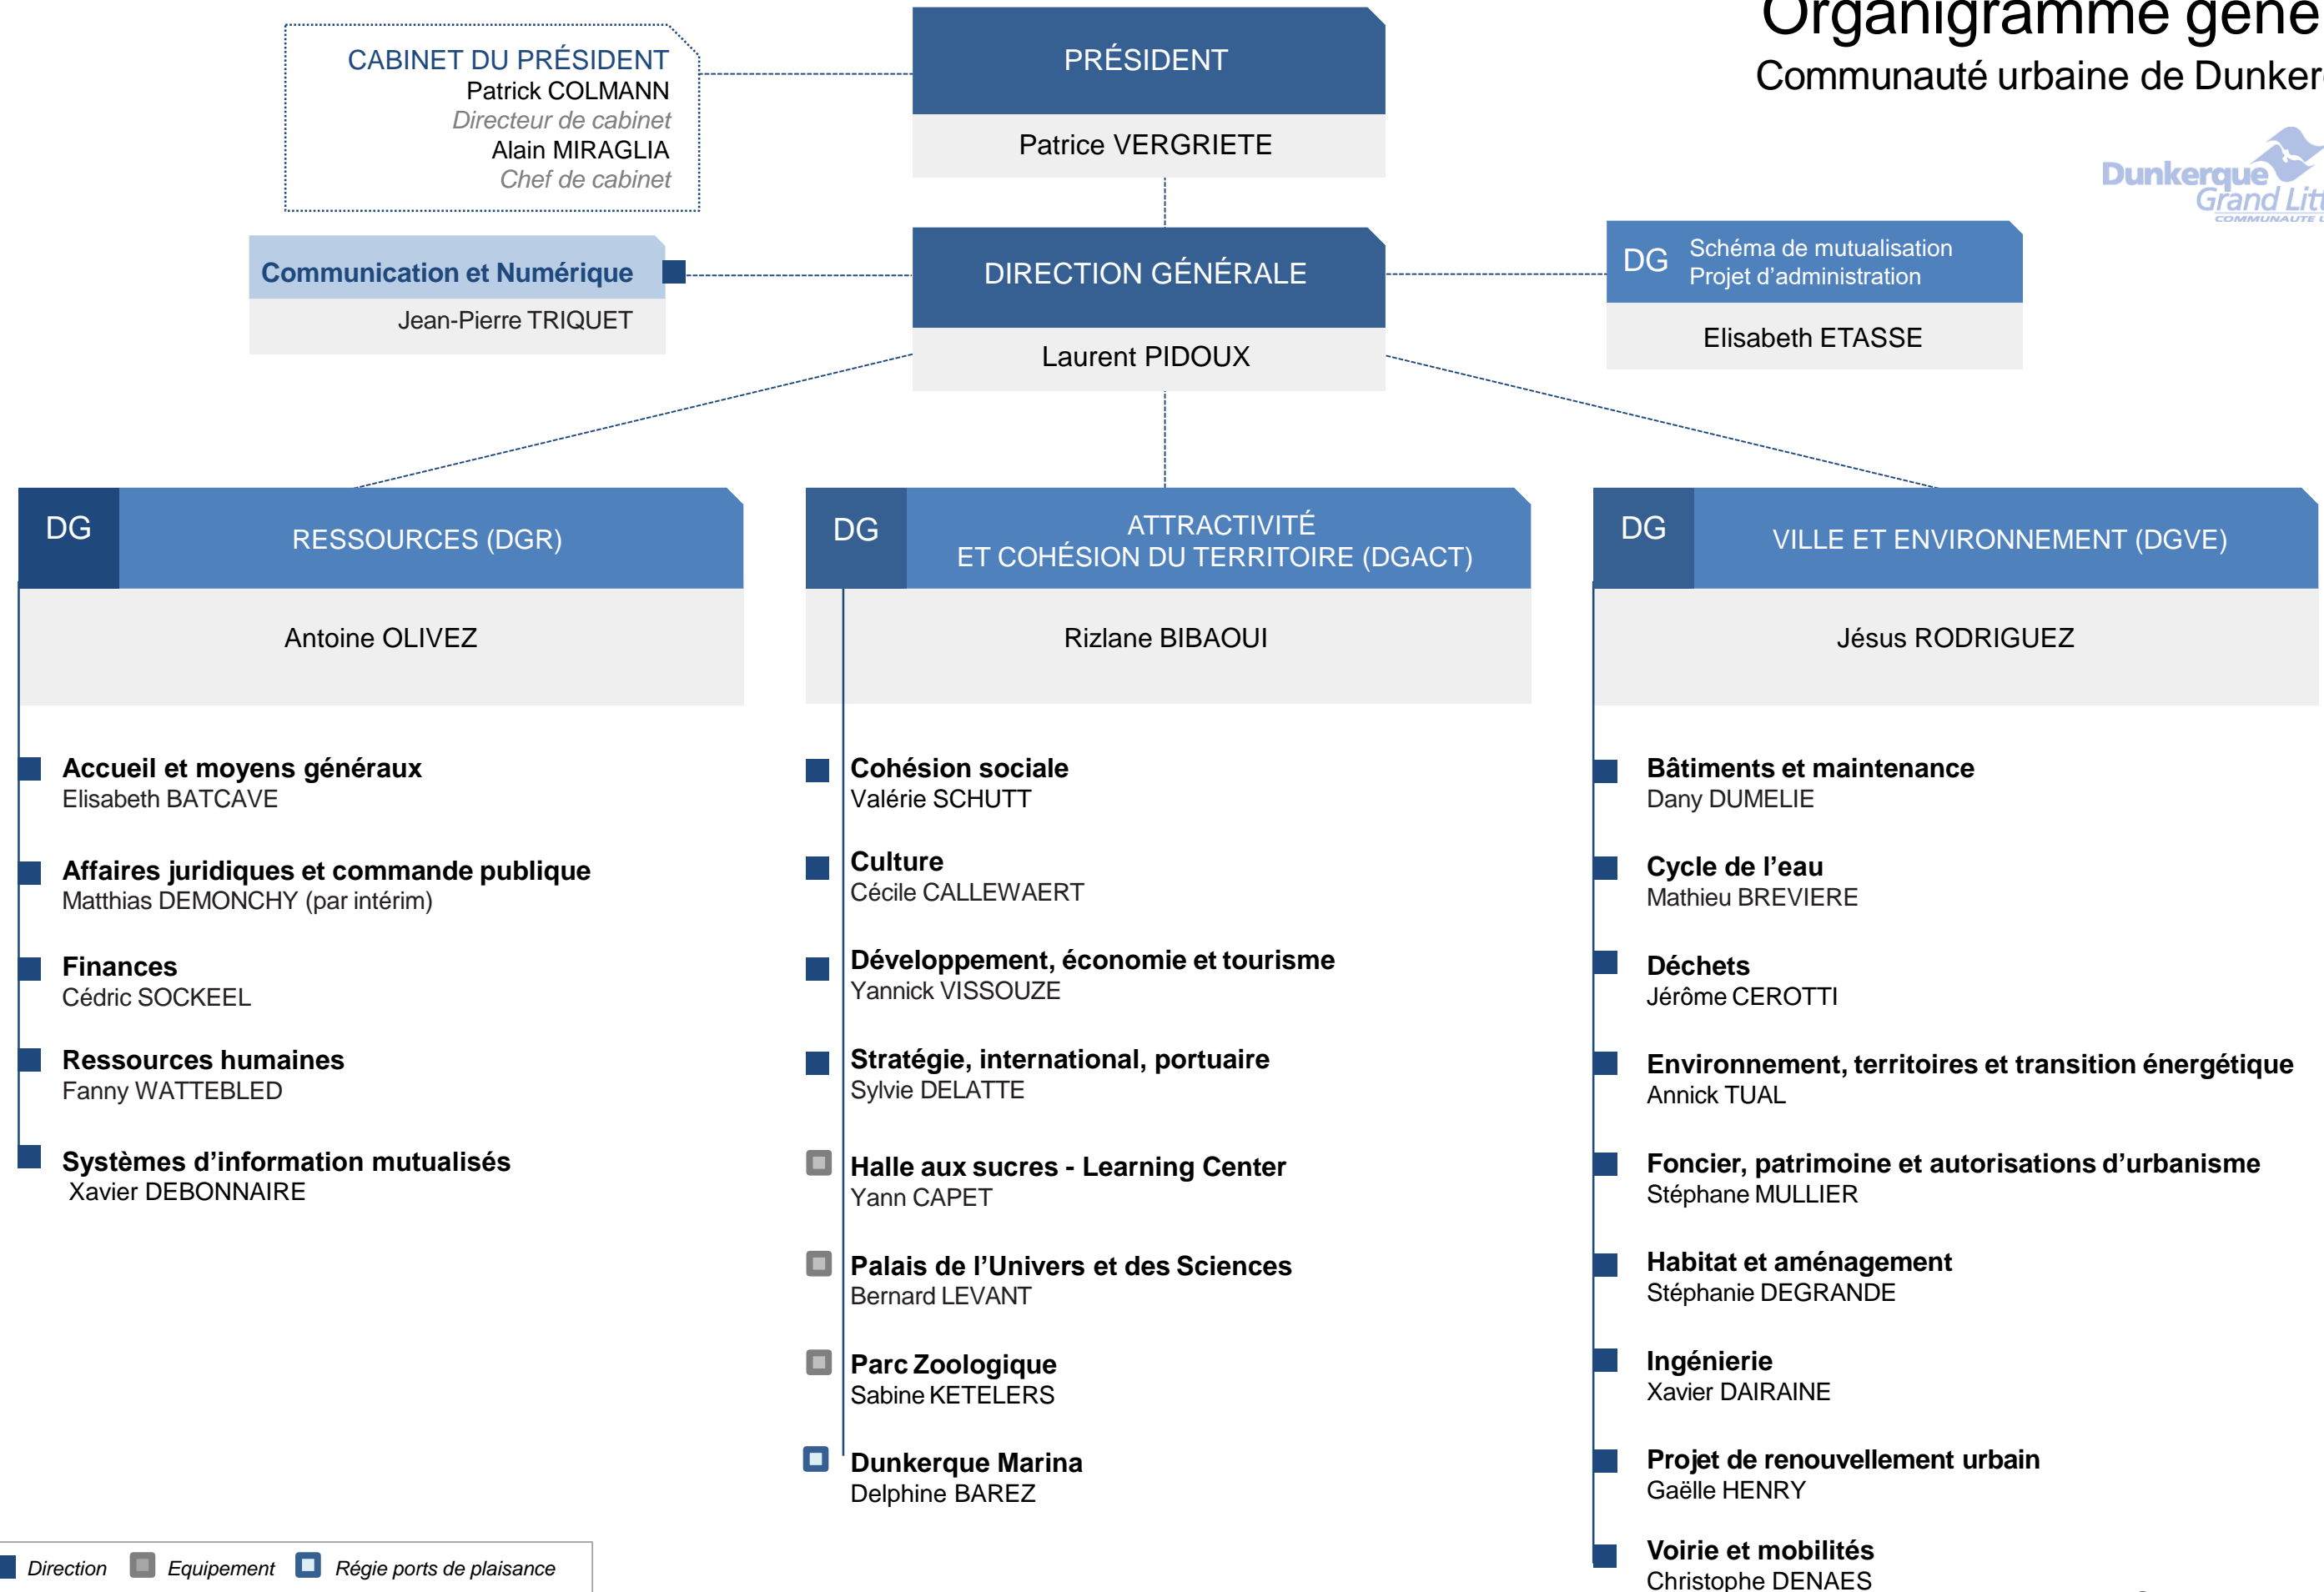 Organigramme géné
Communauté urbaine de Dunker
CABINET DU PRÉSIDENT
Patrick COLMANN
Directeur de cabinet
Alain MIRAGLIA
Chef de cabinet
PRÉSIDENT
Patrice VERGRIETE
Dunkerque
Grand Litt
COMMUNAUTE U
Communication et Numérique
Jean-Pierre TRIQUET
DIRECTION GÉNÉRALE
Laurent PIDOUX
DG
Schéma de mutualisation
Projet d’administration
Elisabeth ETASSE
DG
RESSOURCES (DGR)
Antoine OLIVEZ
Accueil et moyens généraux
Elisabeth BATCAVE
Affaires juridiques et commande publique
Matthias DEMONCHY (par intérim)
Finances
Cédric SOCKEEL
Ressources humaines
Fanny WATTEBLED
Systèmes d’information mutualisés
Xavier DEBONNAIRE
DG
ATTRACTIVITÉ
ET COHÉSION DU TERRITOIRE (DGACT)
Rizlane BIBAOUI
Cohésion sociale
Valérie SCHUTT
Culture
Cécile CALLEWAERT
Développement, économie et tourisme
Yannick VISSOUZE
Stratégie, international, portuaire
Sylvie DELATTE
Halle aux sucres - Learning Center
Yann CAPET
Palais de l’Univers et des Sciences
Bernard LEVANT
Parc Zoologique
Sabine KETELERS
Dunkerque Marina
Delphine BAREZ
DG
VILLE ET ENVIRONNEMENT (DGVE)
Jésus RODRIGUEZ
Bâtiments et maintenance
Dany DUMELIE
Cycle de l’eau
Mathieu BREVIERE
Déchets
Jérôme CEROTTI
Environnement, territoires et transition énergétique
Annick TUAL
Foncier, patrimoine et autorisations d’urbanisme
Stéphane MULLIER
Habitat et aménagement
Stéphanie DEGRANDE
Ingénierie
Xavier DAIRAINE
Projet de renouvellement urbain
Gaëlle HENRY
Voirie et mobilités
Christophe DENAES
Direction
Equipement
Régie ports de plaisance